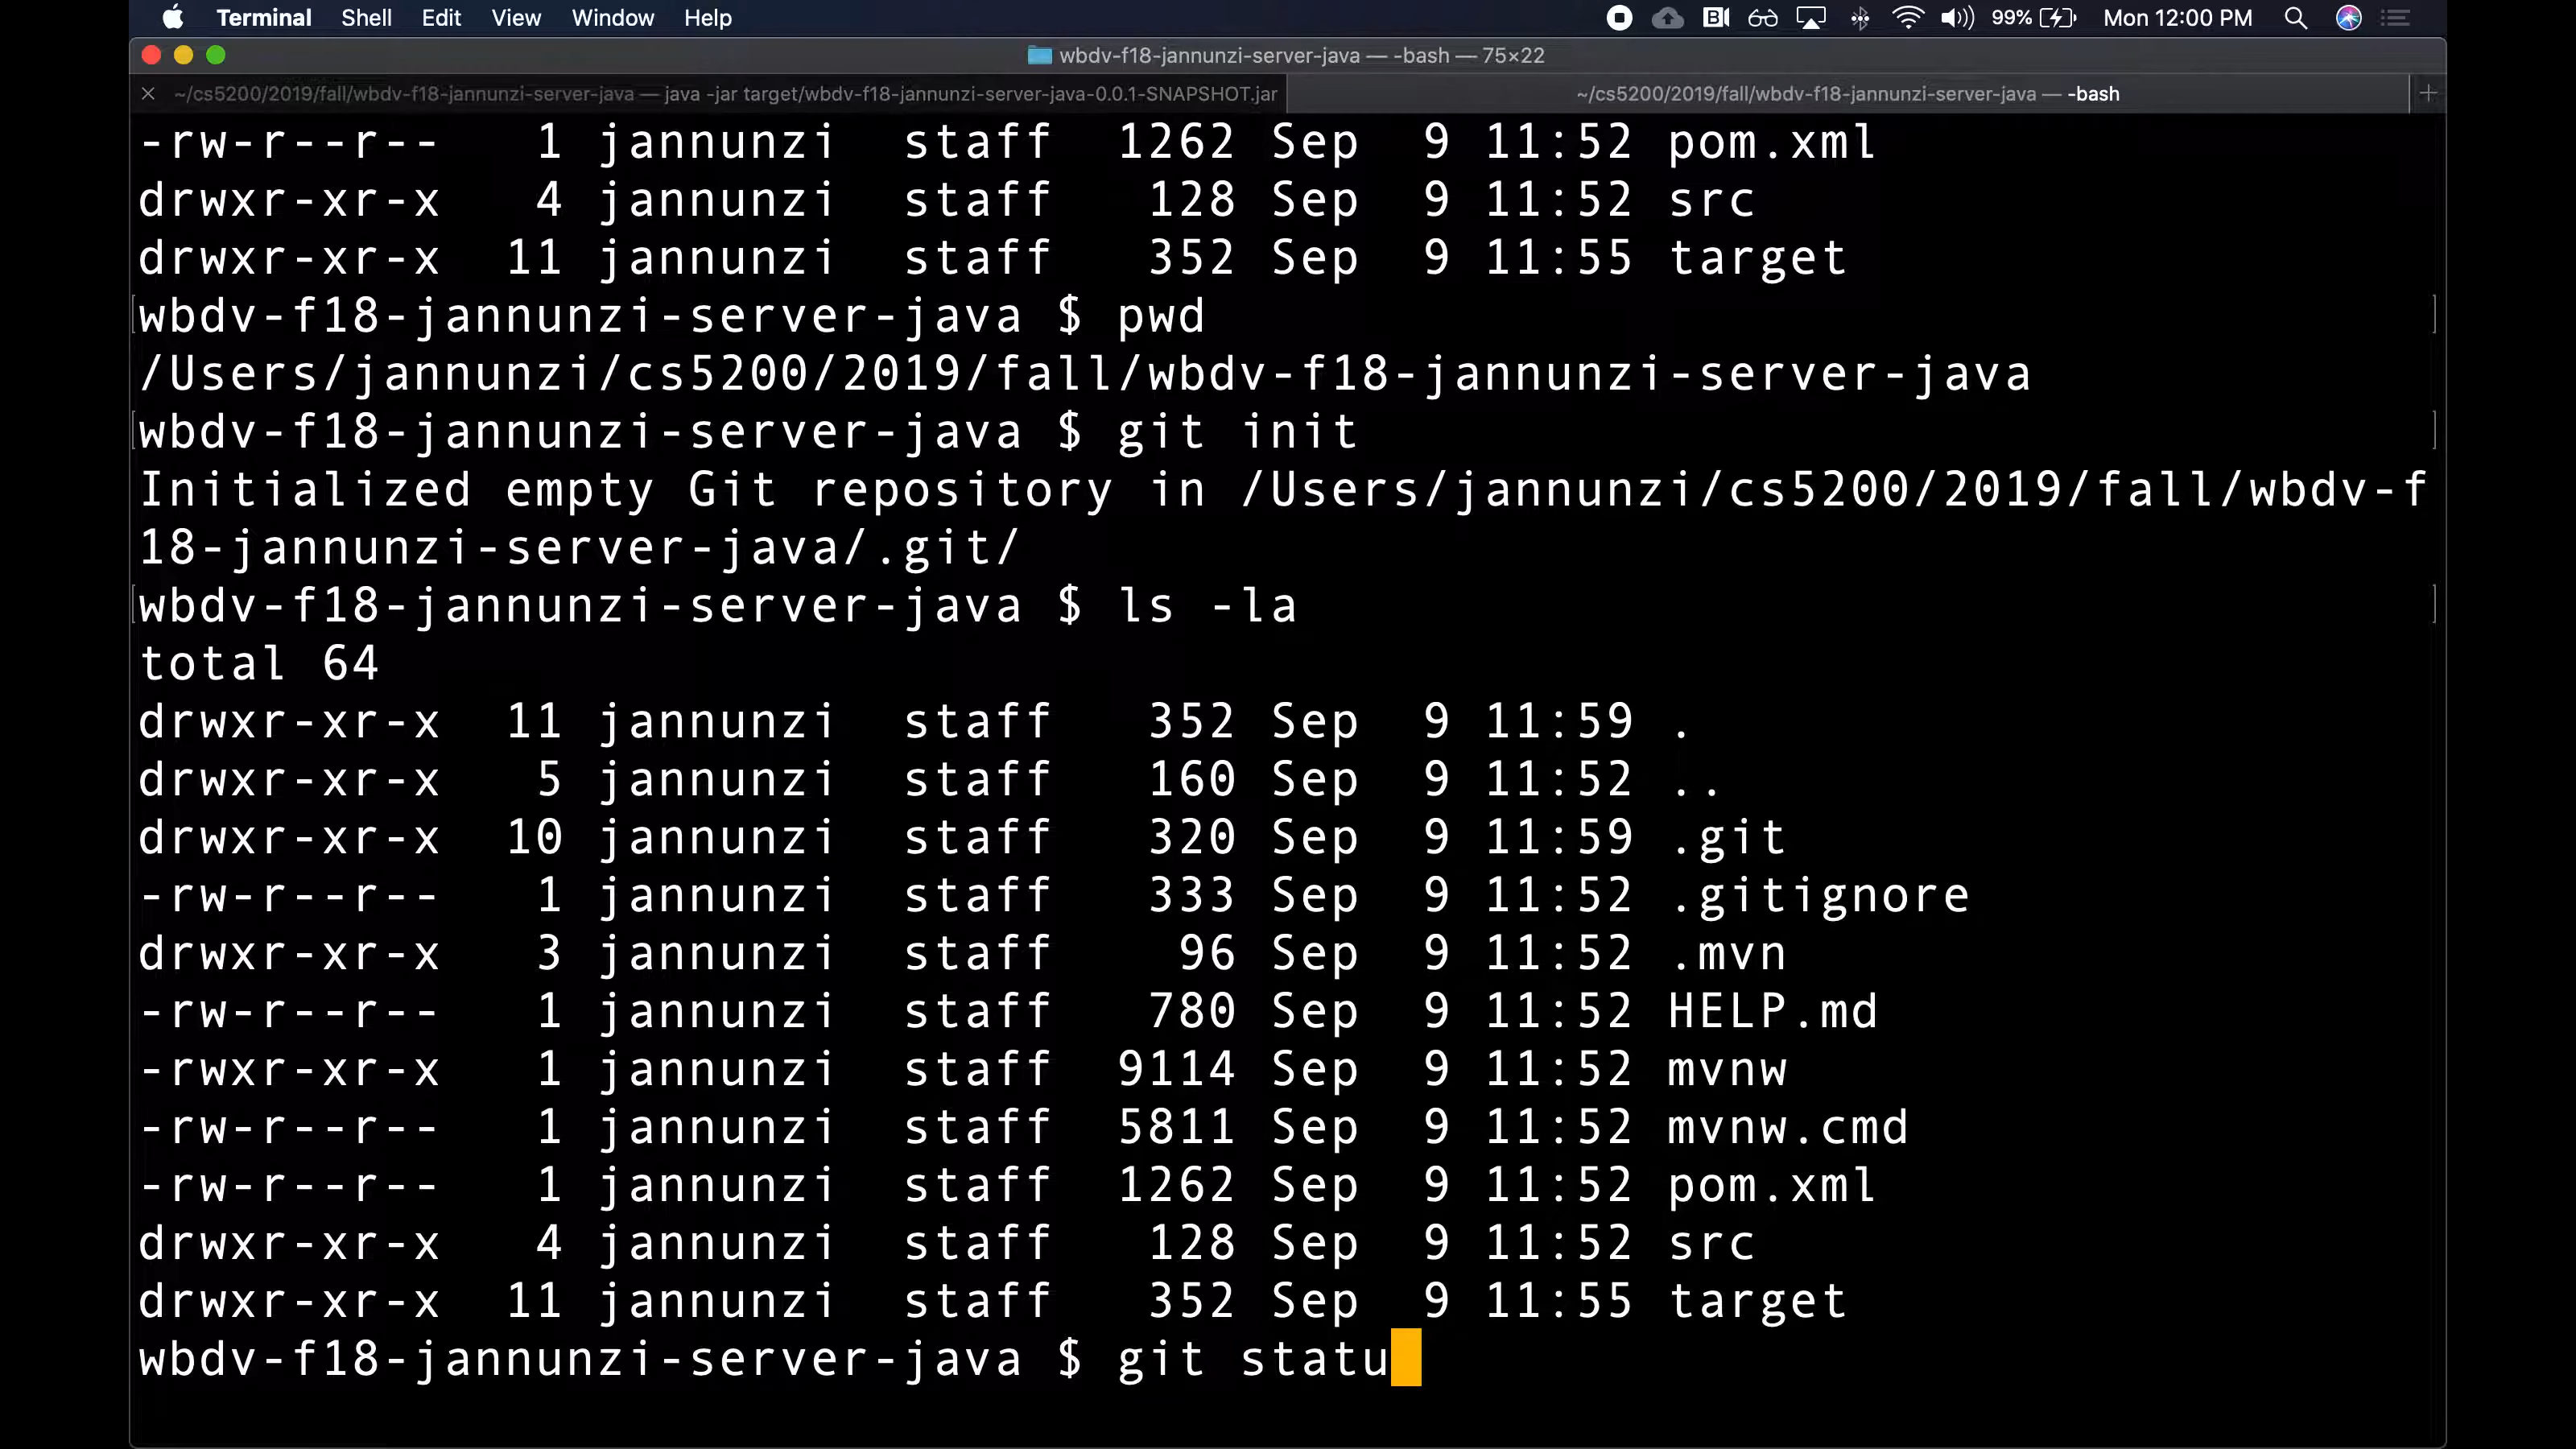 Terminal Shell Edit View Window Help 99% Mon 12:00 PM
wbdv-f18-jannunzi-server-java — -bash — 75×22
~/cs5200/2019/fall/wbdv-f18-jannunzi-server-java — java -jar target/wbdv-f18-jannunzi-server-java-0.0.1-SNAPSHOT.jar ~/cs5200/2019/fall/wbdv-f18-jannunzi-server-java — -bash
-rw-r--r-- 1 jannunzi staff 1262 Sep 9 11:52 pom.xml
drwxr-xr-x 4 jannunzi staff 128 Sep 9 11:52 src
drwxr-xr-x 11 jannunzi staff 352 Sep 9 11:55 target
[wbdv-f18-jannunzi-server-java $ pwd ]
/Users/jannunzi/cs5200/2019/fall/wbdv-f18-jannunzi-server-java
[wbdv-f18-jannunzi-server-java $ git init ]
Initialized empty Git repository in /Users/jannunzi/cs5200/2019/fall/wbdv-f
18-jannunzi-server-java/.git/
[wbdv-f18-jannunzi-server-java $ ls -la ]
total 64
drwxr-xr-x 11 jannunzi staff 352 Sep 9 11:59 .
drwxr-xr-x 5 jannunzi staff 160 Sep 9 11:52 ..
drwxr-xr-x 10 jannunzi staff 320 Sep 9 11:59 .git
-rw-r--r-- 1 jannunzi staff 333 Sep 9 11:52 .gitignore
drwxr-xr-x 3 jannunzi staff 96 Sep 9 11:52 .mvn
-rw-r--r-- 1 jannunzi staff 780 Sep 9 11:52 HELP.md
-rwxr-xr-x 1 jannunzi staff 9114 Sep 9 11:52 mvnw
-rw-r--r-- 1 jannunzi staff 5811 Sep 9 11:52 mvnw.cmd
-rw-r--r-- 1 jannunzi staff 1262 Sep 9 11:52 pom.xml
drwxr-xr-x 4 jannunzi staff 128 Sep 9 11:52 src
drwxr-xr-x 11 jannunzi staff 352 Sep 9 11:55 target
wbdv-f18-jannunzi-server-java $ git statu